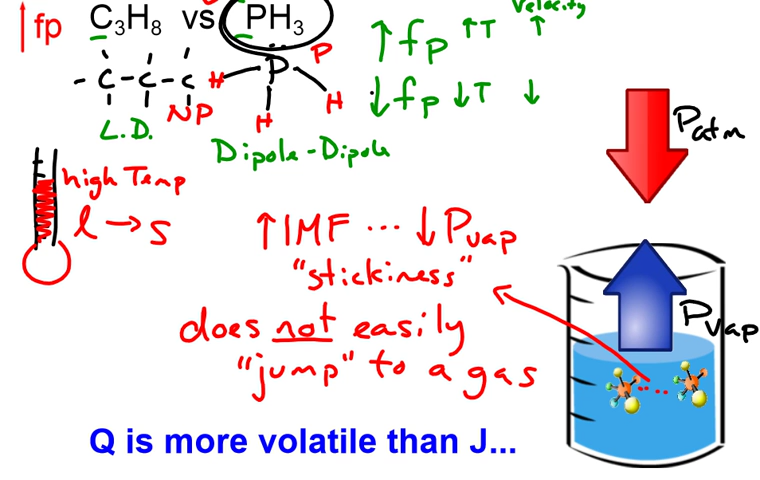 Velocity
↑fp C₃H₈ vs PH₃ ↑fp ↑T ↑
- C - C - C H P P H H ↓fp ↓T ↓
L.D. NP
Dipole-Dipole
Patm
high Temp
l → s
↑IMF ... ↓Pvap
"stickiness"
Pvap
does not easily
"jump" to a gas
Q is more volatile than J...